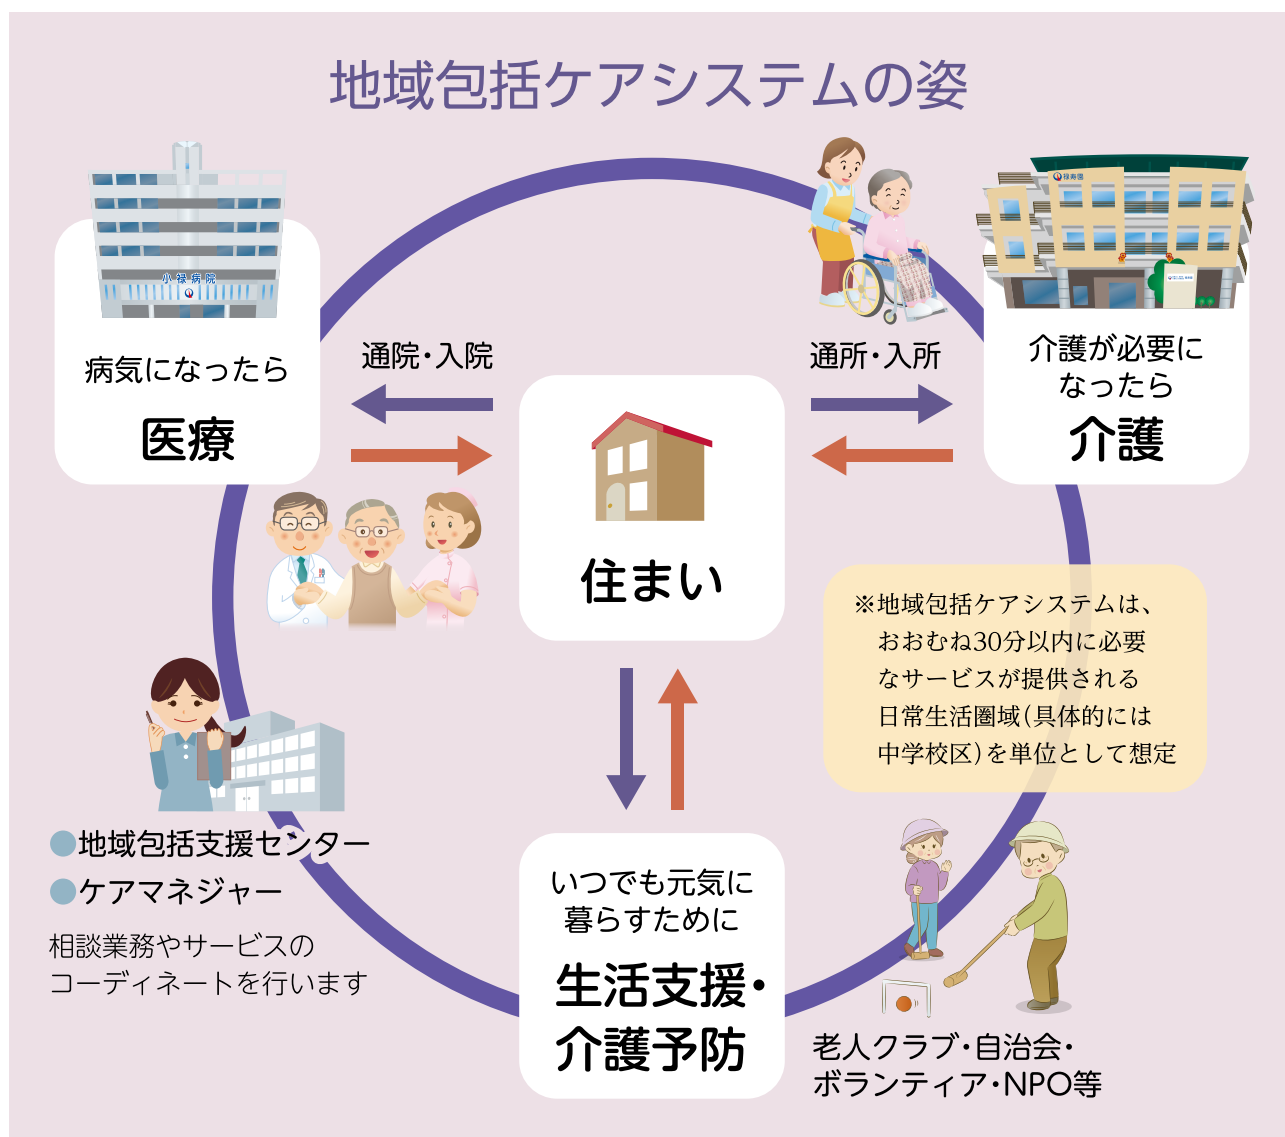 地域包括ケアシステムの姿
小禄病院
病気になったら
医療
通院・入院
通所・入所
禄寿園
介護が必要に
なったら
介護
住まい
※地域包括ケアシステムは、
おおむね30分以内に必要
なサービスが提供される
日常生活圏域(具体的には
中学校区)を単位として想定
●地域包括支援センター
●ケアマネジャー
相談業務やサービスの
コーディネートを行います
いつでも元気に
暮らすために
生活支援・
介護予防
老人クラブ・自治会・
ボランティア・NPO等